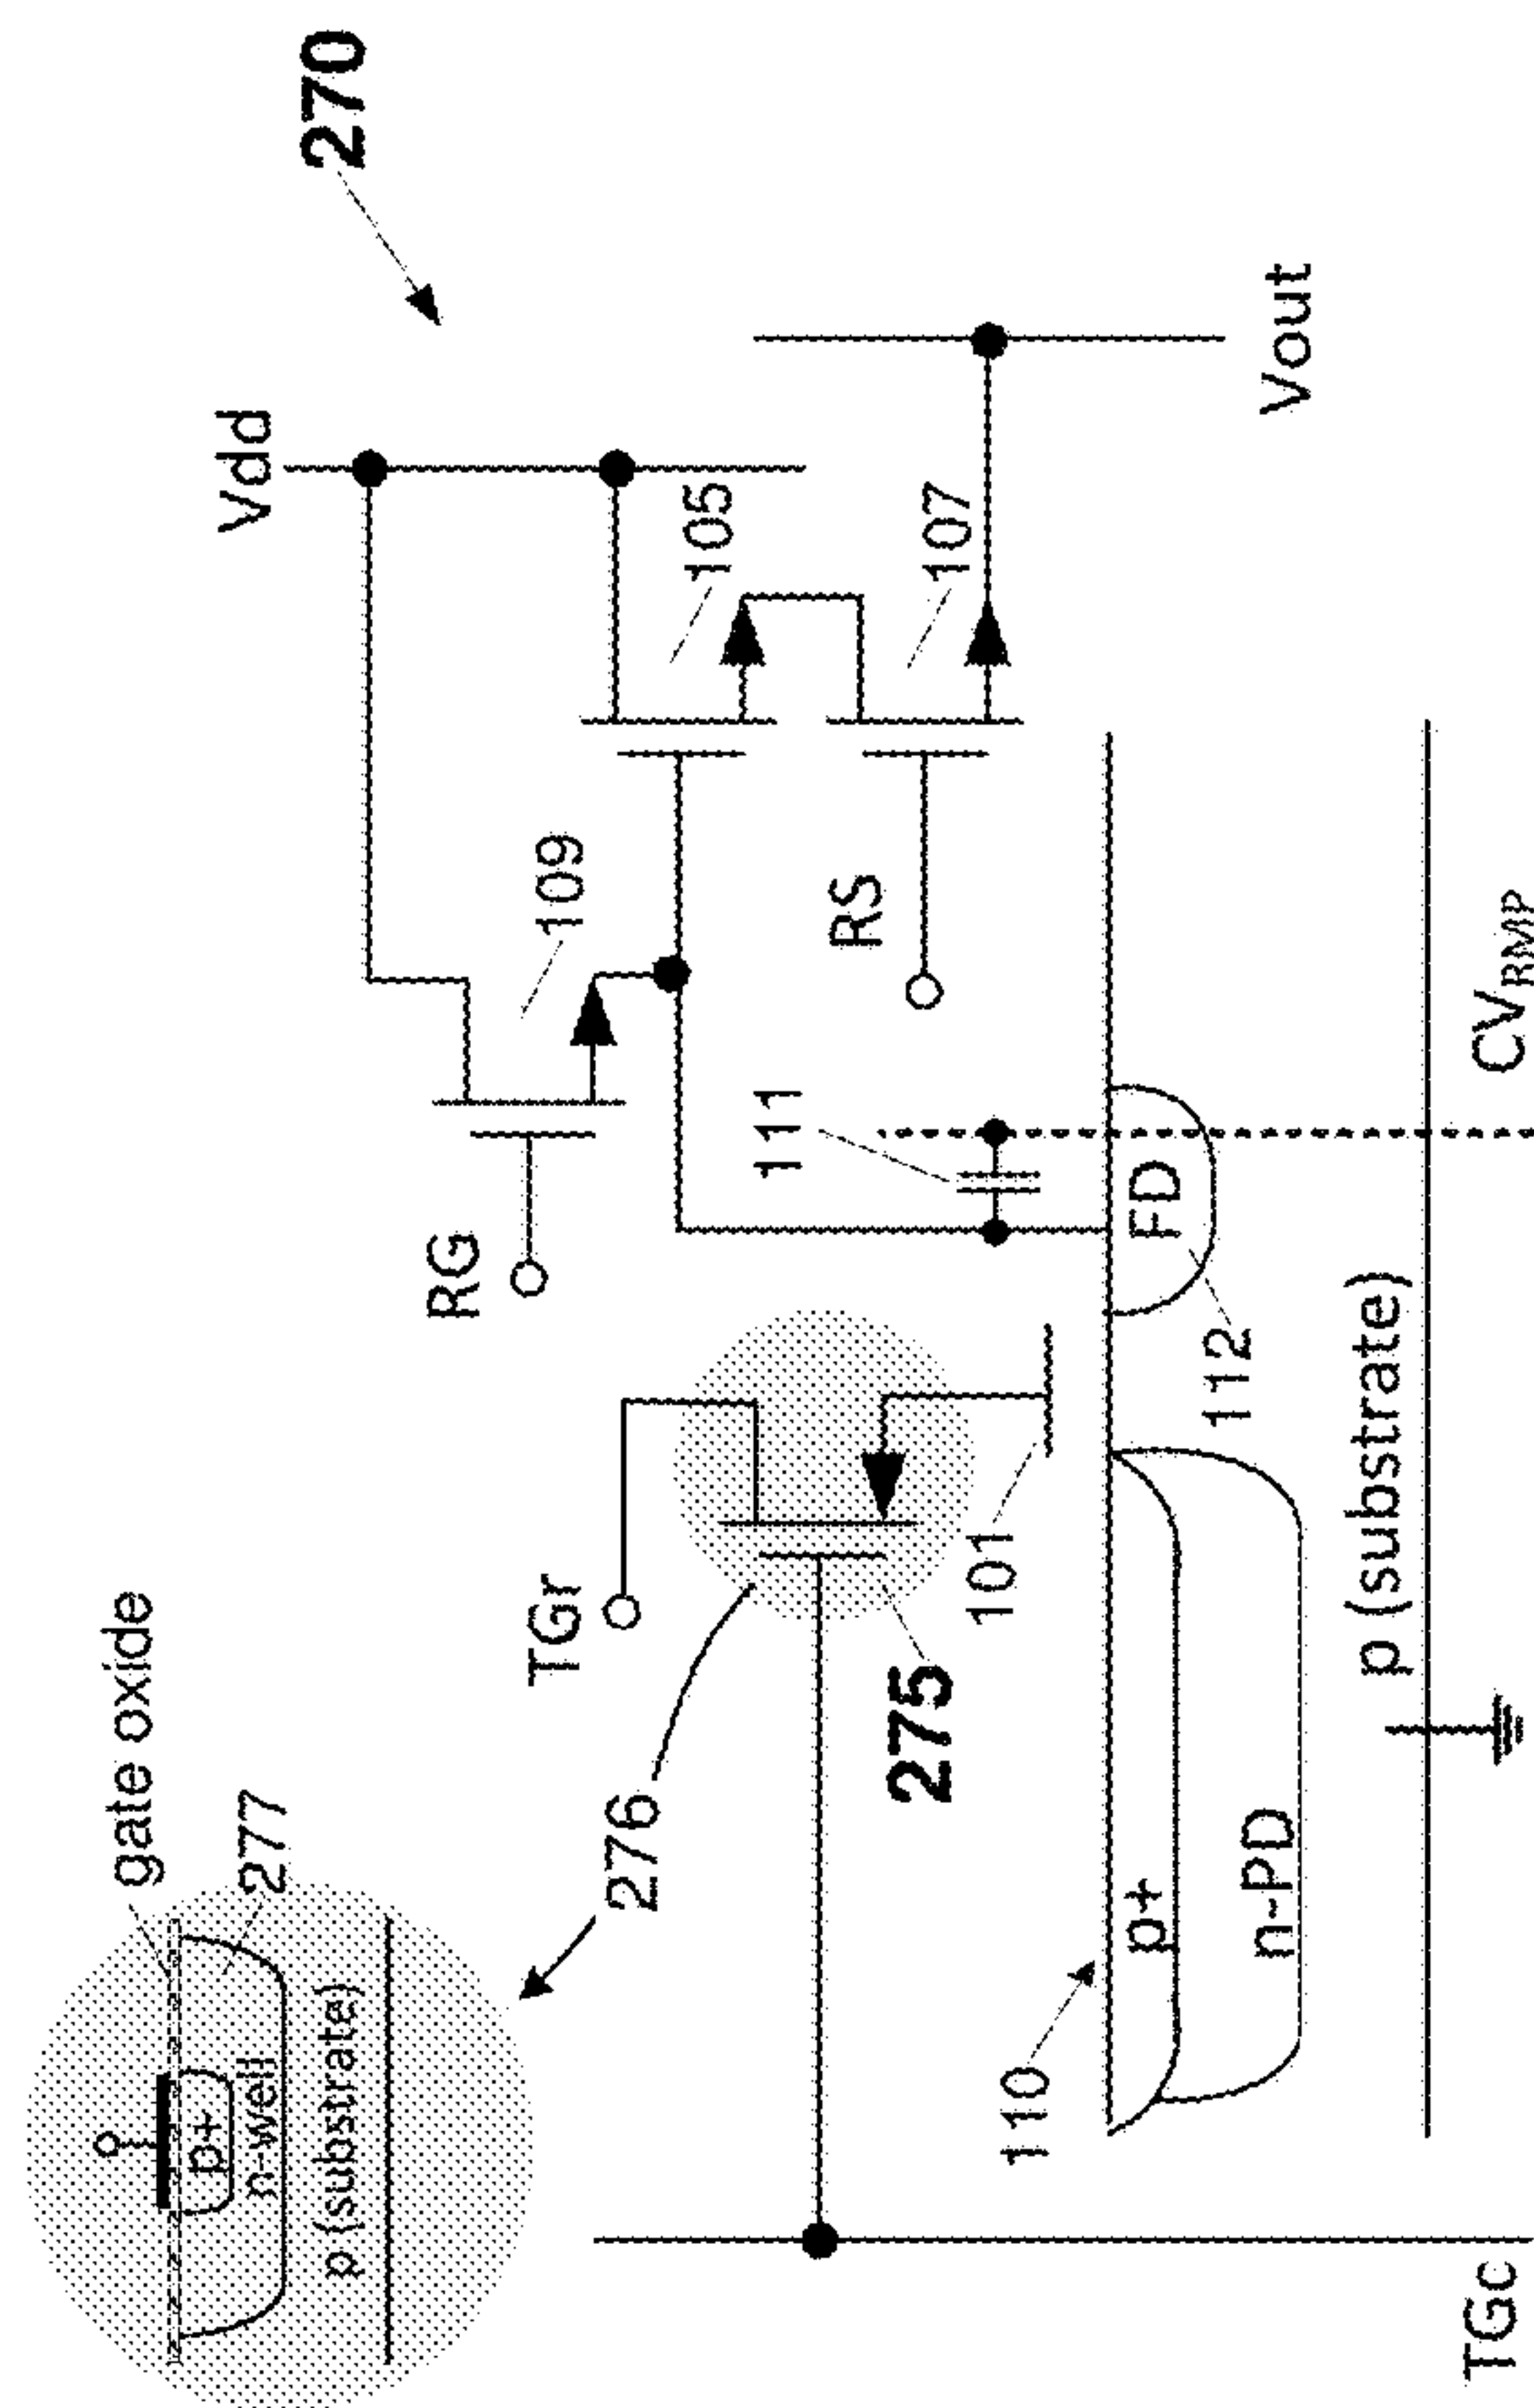 270
gate oxide
277
p+
n-well
p (substrate)
Vdd
105
107
Vout
109
RG
RS
111
TGr
276
275
101
FD
112
110
p+
n-PD
p (substrate)
TGc
CVRMP